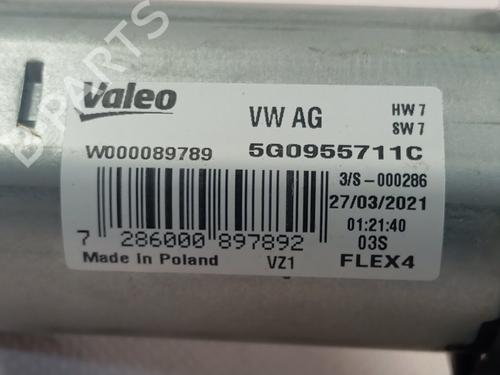 Valeo
VW AG
HW 7
SW 7
W000089789
5G0955711C
3/S-000286
27/03/2021
01:21:40
03S
7 286000 897892
Made In Poland
VZ1
FLEX4